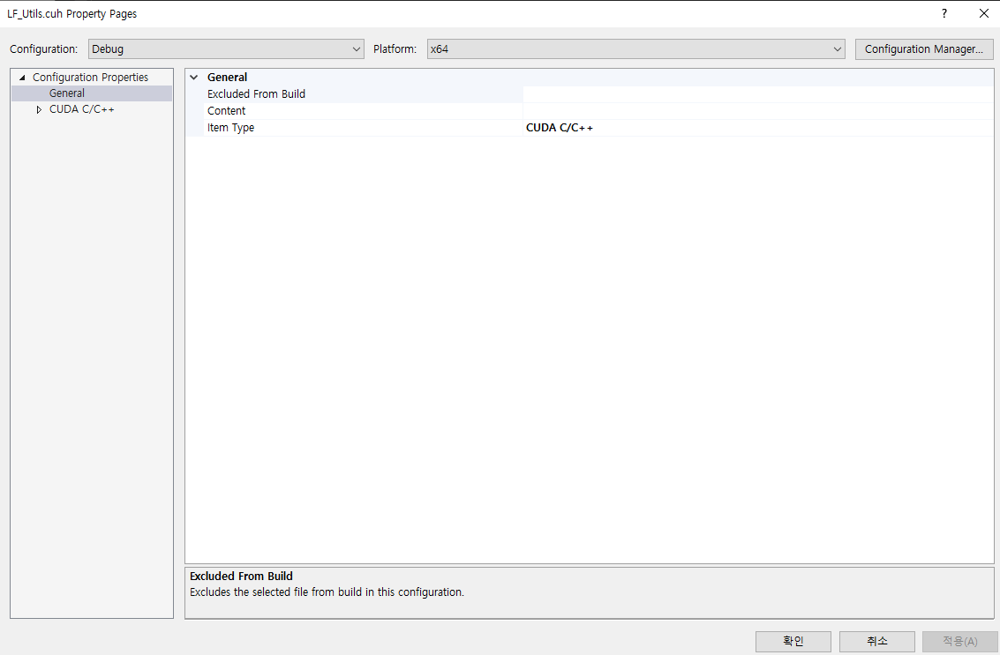 LF_Utils.cuh Property Pages
?
Configuration: Debug Platform: x64 Configuration Manager...
Configuration Properties
General
CUDA C/C++
General
Excluded From Build
Content
Item Type CUDA C/C++
Excluded From Build
Excludes the selected file from build in this configuration.
확인 취소 적용(A)